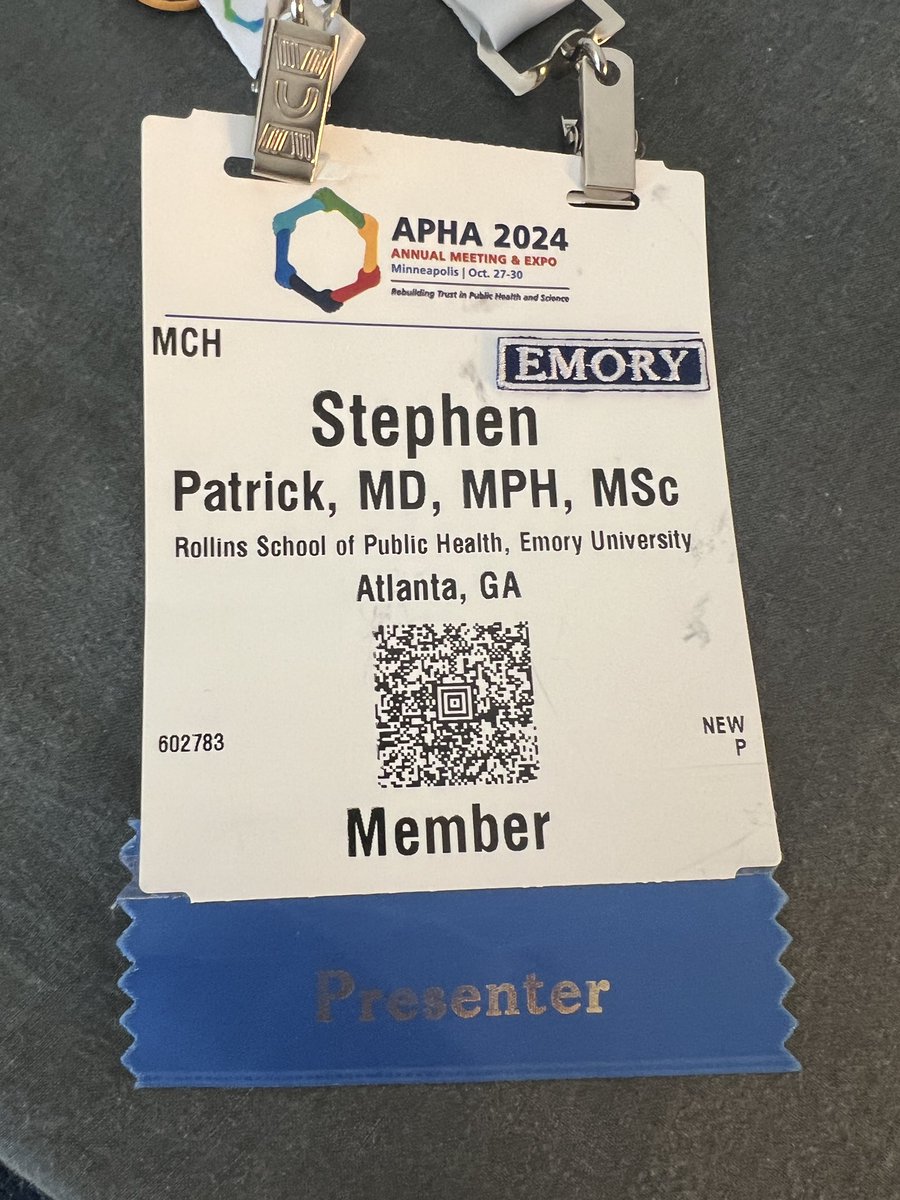 APHA 2024
ANNUAL MEETING & EXPO
Minneapolis | Oct. 27-30
Rebuilding Trust in Public Health and Science
MCH
EMORY
Stephen
Patrick, MD, MPH, MSc
Rollins School of Public Health, Emory University
Atlanta, GA
602783
NEW
P
Member
Presenter